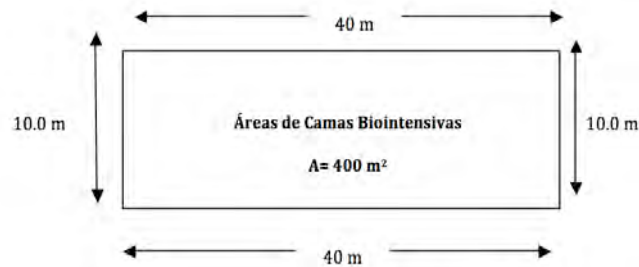 40 m
10.0 m
Áreas de Camas Biointensivas
10.0 m
A= 400 m²
40 m